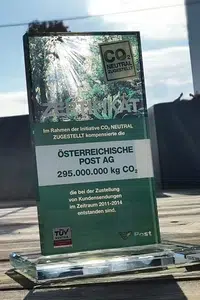 CO₂
NEUTRAL
ZUGESTELLT
ZERTIFIKAT
Im Rahmen der Initiative CO₂ NEUTRAL
ZUGESTELLT kompensierte die
ÖSTERREICHISCHE
POST AG
295.000.000 kg CO₂
die bei der Zustellung
von Kundensendungen
im Zeitraum 2011-2014
entstanden sind.
TÜV
Post